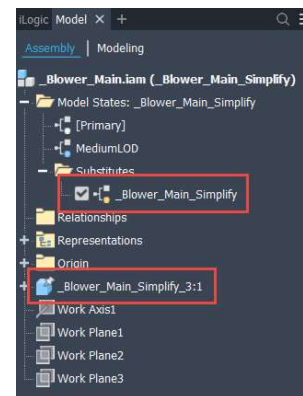 iLogic Model × +
Assembly | Modeling
_Blower_Main.iam (_Blower_Main_Simplify)
Model States: _Blower_Main_Simplify
[Primary]
MediumLOD
Substitutes
_Blower_Main_Simplify
Relationships
Representations
Origin
_Blower_Main_Simplify_3:1
Work Axis1
Work Plane1
Work Plane2
Work Plane3